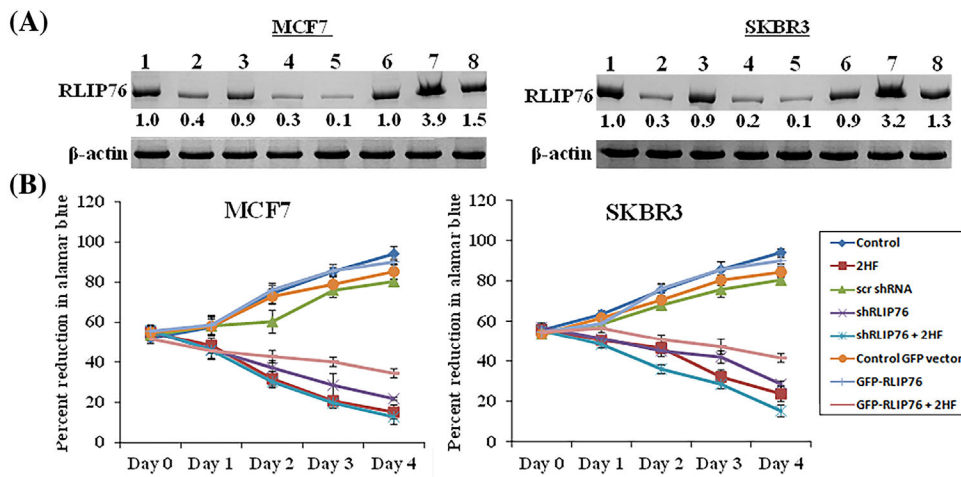 (A)
MCF7
1 2 3 4 5 6 7 8
RLIP76
1.0 0.4 0.9 0.3 0.1 1.0 3.9 1.5
β-actin
SKBR3
1 2 3 4 5 6 7 8
RLIP76
1.0 0.3 0.9 0.2 0.1 0.9 3.2 1.3
β-actin
(B)
MCF7
Percent reduction in alamar blue
120
100
80
60
40
20
0
Day 0 Day 1 Day 2 Day 3 Day 4
SKBR3
Percent reduction in alamar blue
120
100
80
60
40
20
0
Day 0 Day 1 Day 2 Day 3 Day 4
Control
2HF
scr shRNA
shRLIP76
shRLIP76 + 2HF
Control GFP vector
GFP-RLIP76
GFP-RLIP76 + 2HF